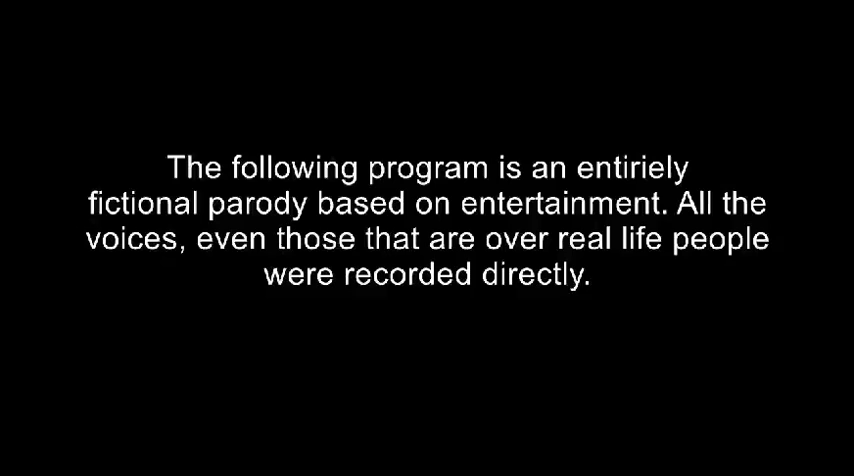 The following program is an entiriely
fictional parody based on entertainment. All the
voices, even those that are over real life people
were recorded directly.